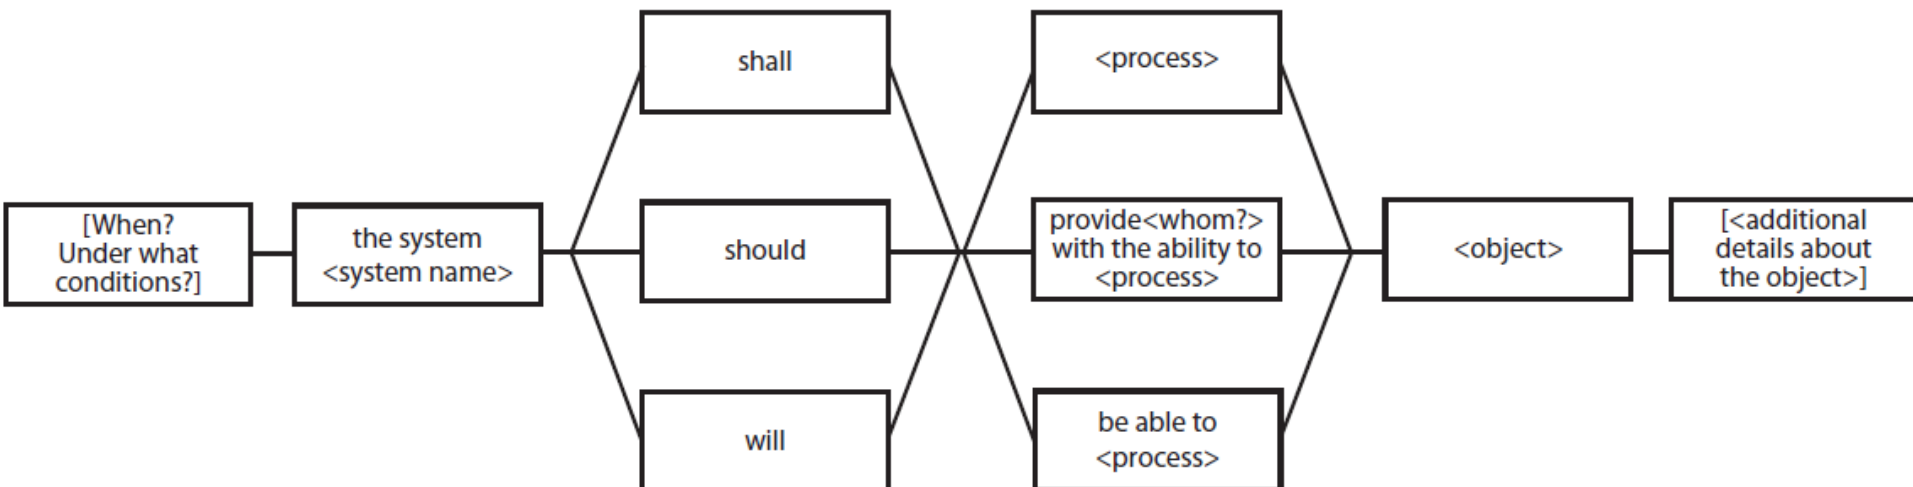 [When?
Under what
conditions?]
the system
<system name>
shall
should
will
<process>
provide<whom?>
with the ability to
<process>
be able to
<process>
<object>
[<additional
details about
the object>]